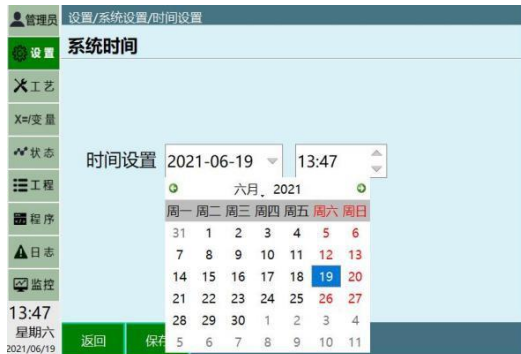 管理员
设置/系统设置/时间设置
设置
系统时间
工艺
X=/变量
状态
时间设置 2021-06-19 13:47
六月, 2021
工程
周一 周二 周三 周四 周五 周六 周日
程序
31 1 2 3 4 5 6
日志
7 8 9 10 11 12 13
14 15 16 17 18 19 20
监控
21 22 23 24 25 26 27
13:47
28 29 30 1 2 3 4
星期六
返回
5 6 7 8 9 10 11
2021/06/19